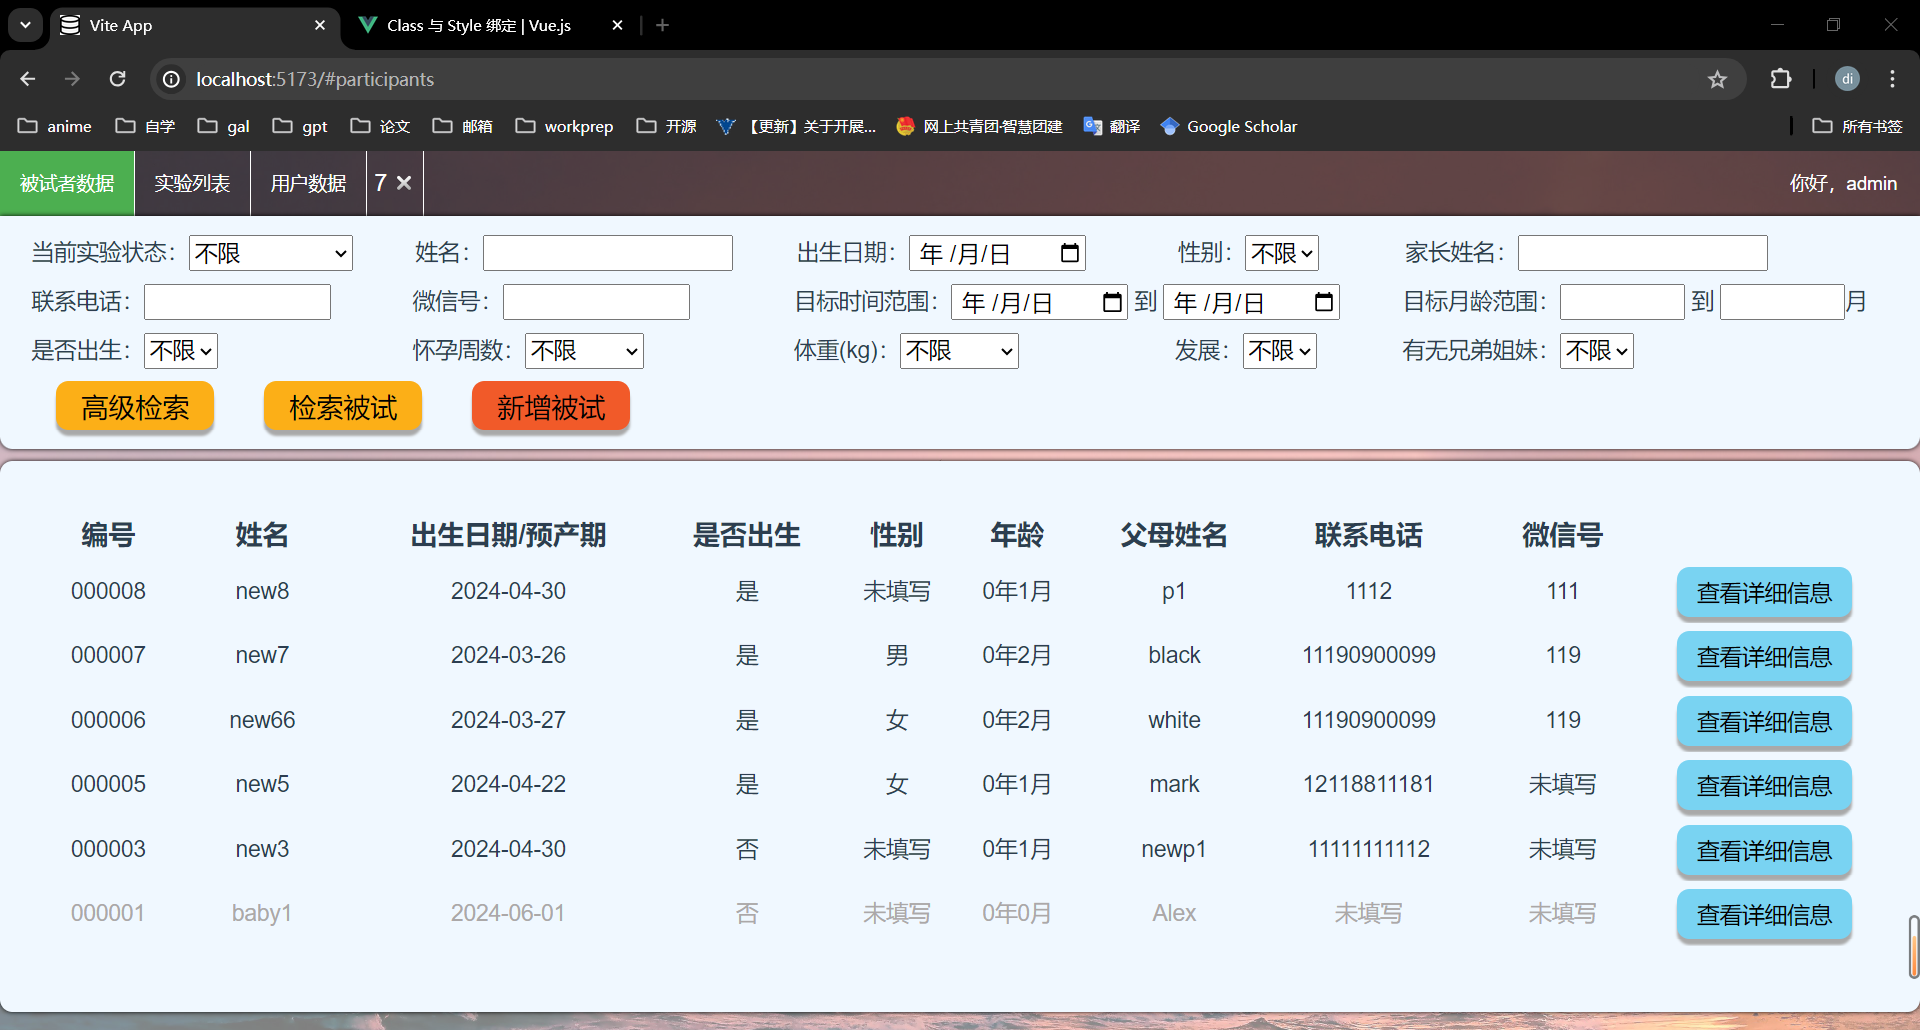 Vite App
Class 与 Style 绑定 | Vue.js
localhost:5173/#participants
di
anime 自学 gal gpt 论文 邮箱 workprep 开源 【更新】关于开展... 网上共青团·智慧团建 翻译 Google Scholar 所有书签
被试者数据 实验列表 用户数据 7 你好，admin
当前实验状态： 不限 姓名： 出生日期： 年 /月/日 性别： 不限 家长姓名：
联系电话： 微信号： 目标时间范围： 年 /月/日 到 年 /月/日 目标月龄范围： 到 月
是否出生： 不限 怀孕周数： 不限 体重(kg)： 不限 发展： 不限 有无兄弟姐妹： 不限
高级检索 检索被试 新增被试
编号 姓名 出生日期/预产期 是否出生 性别 年龄 父母姓名 联系电话 微信号
000008 new8 2024-04-30 是 未填写 0年1月 p1 1112 111 查看详细信息
000007 new7 2024-03-26 是 男 0年2月 black 11190900099 119 查看详细信息
000006 new66 2024-03-27 是 女 0年2月 white 11190900099 119 查看详细信息
000005 new5 2024-04-22 是 女 0年1月 mark 12118811181 未填写 查看详细信息
000003 new3 2024-04-30 否 未填写 0年1月 newp1 11111111112 未填写 查看详细信息
000001 baby1 2024-06-01 否 未填写 0年0月 Alex 未填写 未填写 查看详细信息